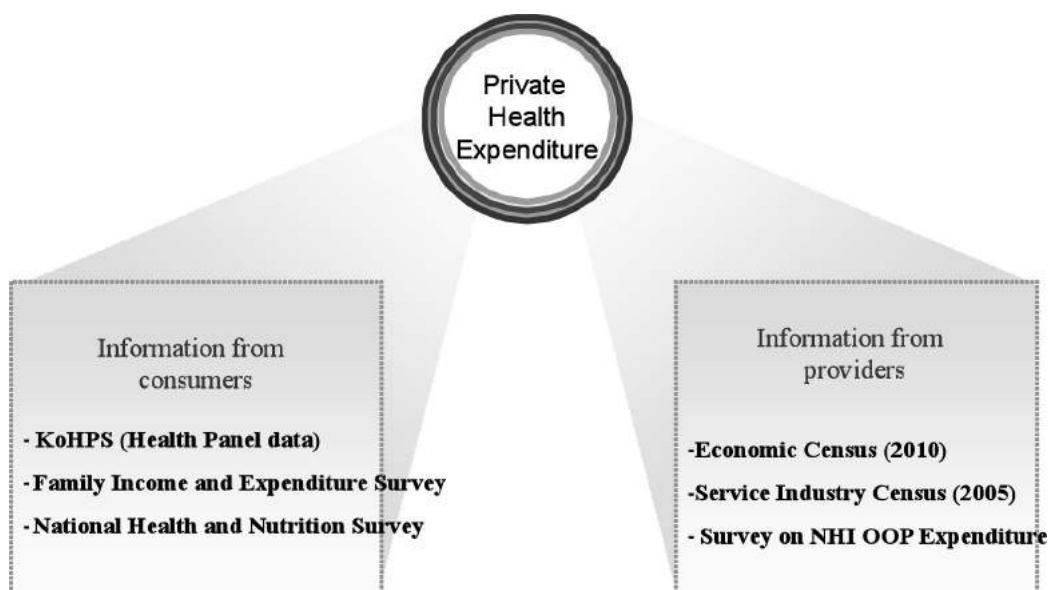 Private
Health
Expenditure
Information from
consumers
- KoHPS (Health Panel data)
- Family Income and Expenditure Survey
- National Health and Nutrition Survey
Information from
providers
-Economic Census (2010)
-Service Industry Census (2005)
- Survey on NHI OOP Expenditure